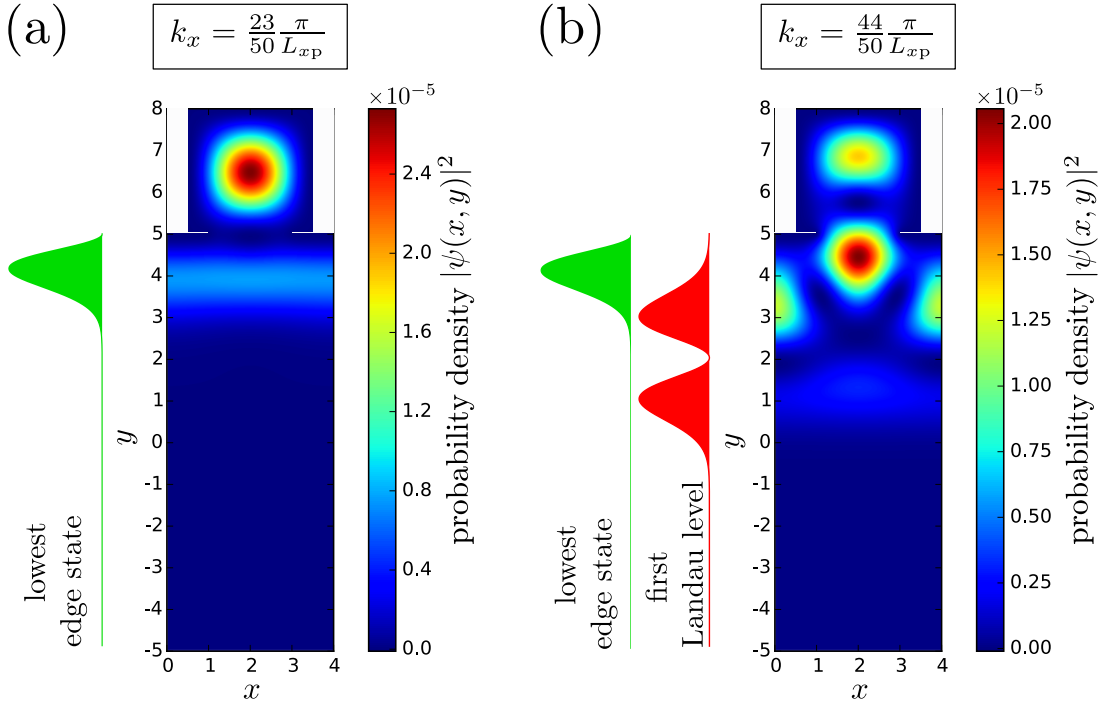 (a)
k_x = 23/50 π/L_xp
×10⁻⁵
8
7
6
5
4
3
2
1
0
-1
-2
-3
-4
-5
y
0 1 2 3 4
x
2.4
2.0
1.6
1.2
0.8
0.4
0.0
probability density |ψ(x, y)|²
lowest
edge state
(b)
k_x = 44/50 π/L_xp
×10⁻⁵
8
7
6
5
4
3
2
1
0
-1
-2
-3
-4
-5
y
0 1 2 3 4
x
2.00
1.75
1.50
1.25
1.00
0.75
0.50
0.25
0.00
probability density |ψ(x, y)|²
lowest
edge state
first
Landau level